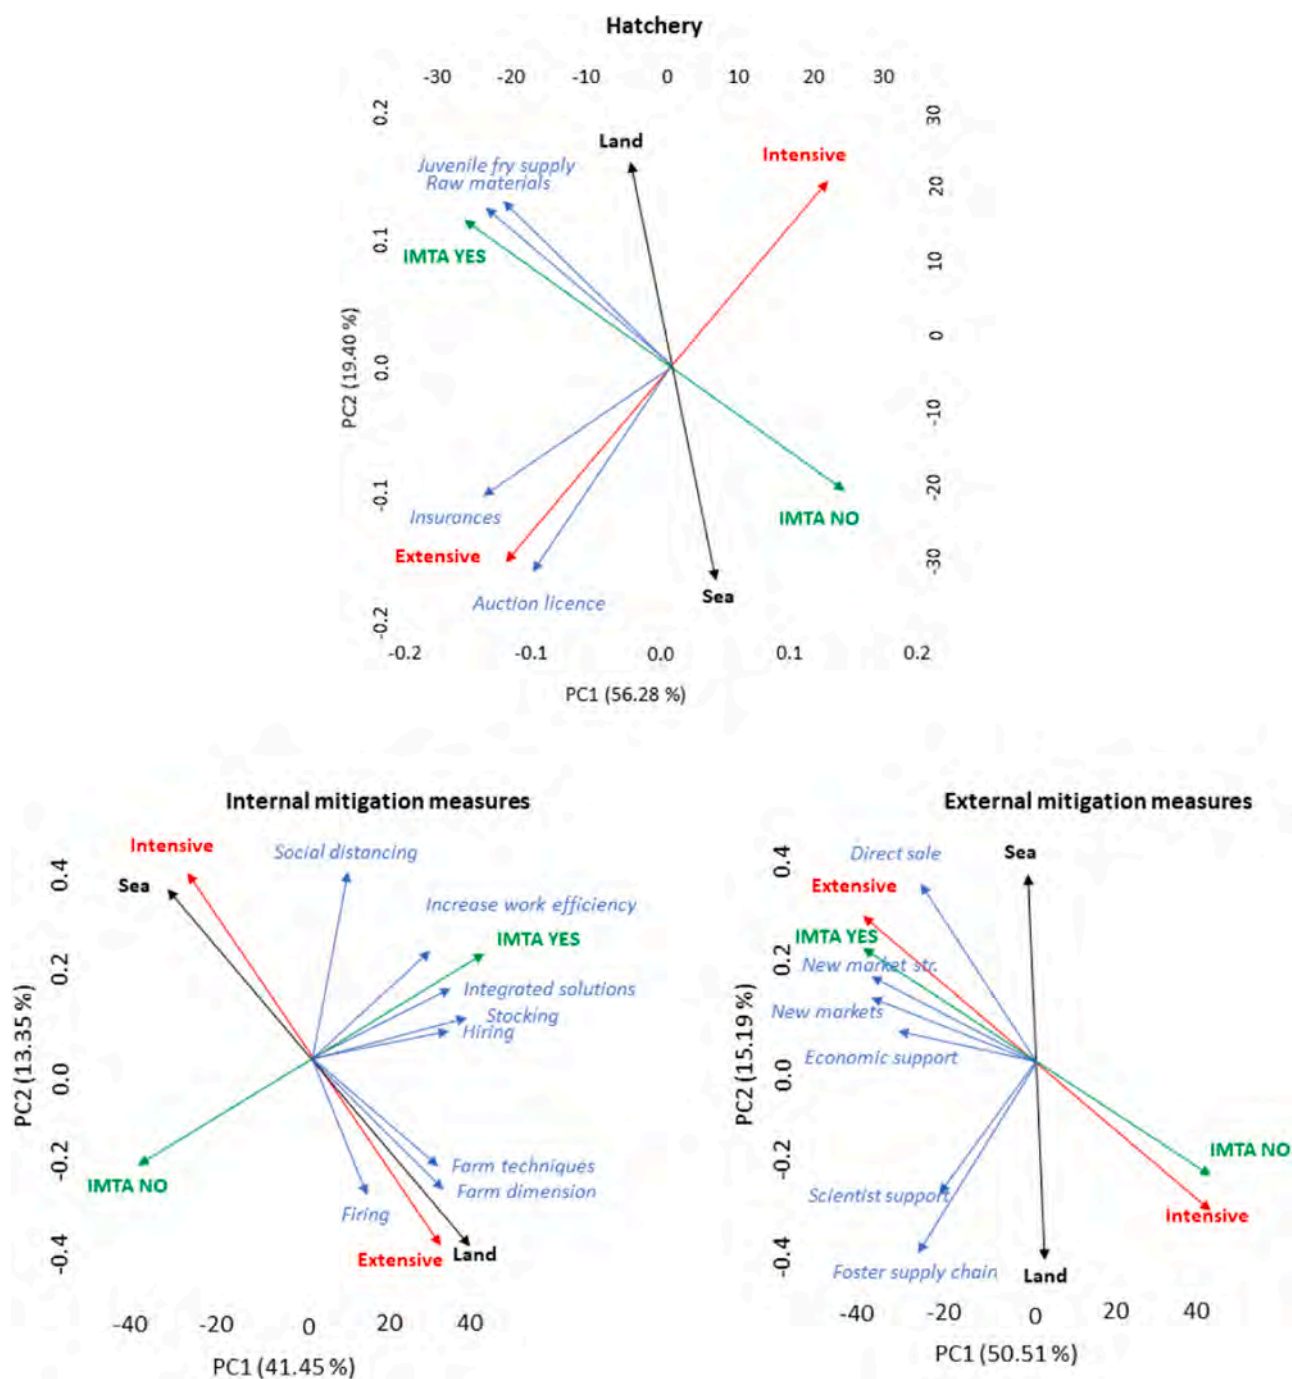 Hatchery
-30 -20 -10 0 10 20 30
0.2
0.1
0.0
-0.1
-0.2
PC2 (19.40 %)
30
20
10
0
-10
-20
-30
Land
Intensive
Juvenile fry supply
Raw materials
IMTA YES
Insurances
IMTA NO
Extensive
Auction licence
Sea
-0.2 -0.1 0.0 0.1 0.2
PC1 (56.28 %)
Internal mitigation measures
Intensive
Social distancing
Sea
Increase work efficiency
IMTA YES
Integrated solutions
Stocking
Hiring
IMTA NO
Farm techniques
Farm dimension
Firing
Extensive
Land
0.4
0.2
0.0
-0.2
-0.4
PC2 (13.35 %)
-40 -20 0 20 40
PC1 (41.45 %)
External mitigation measures
Direct sale
Sea
Extensive
IMTA YES
New market str.
New markets
Economic support
IMTA NO
Scientist support
Intensive
Foster supply chain
Land
0.4
0.2
0.0
-0.2
-0.4
PC2 (15.19 %)
-40 -20 0 20 40
PC1 (50.51 %)